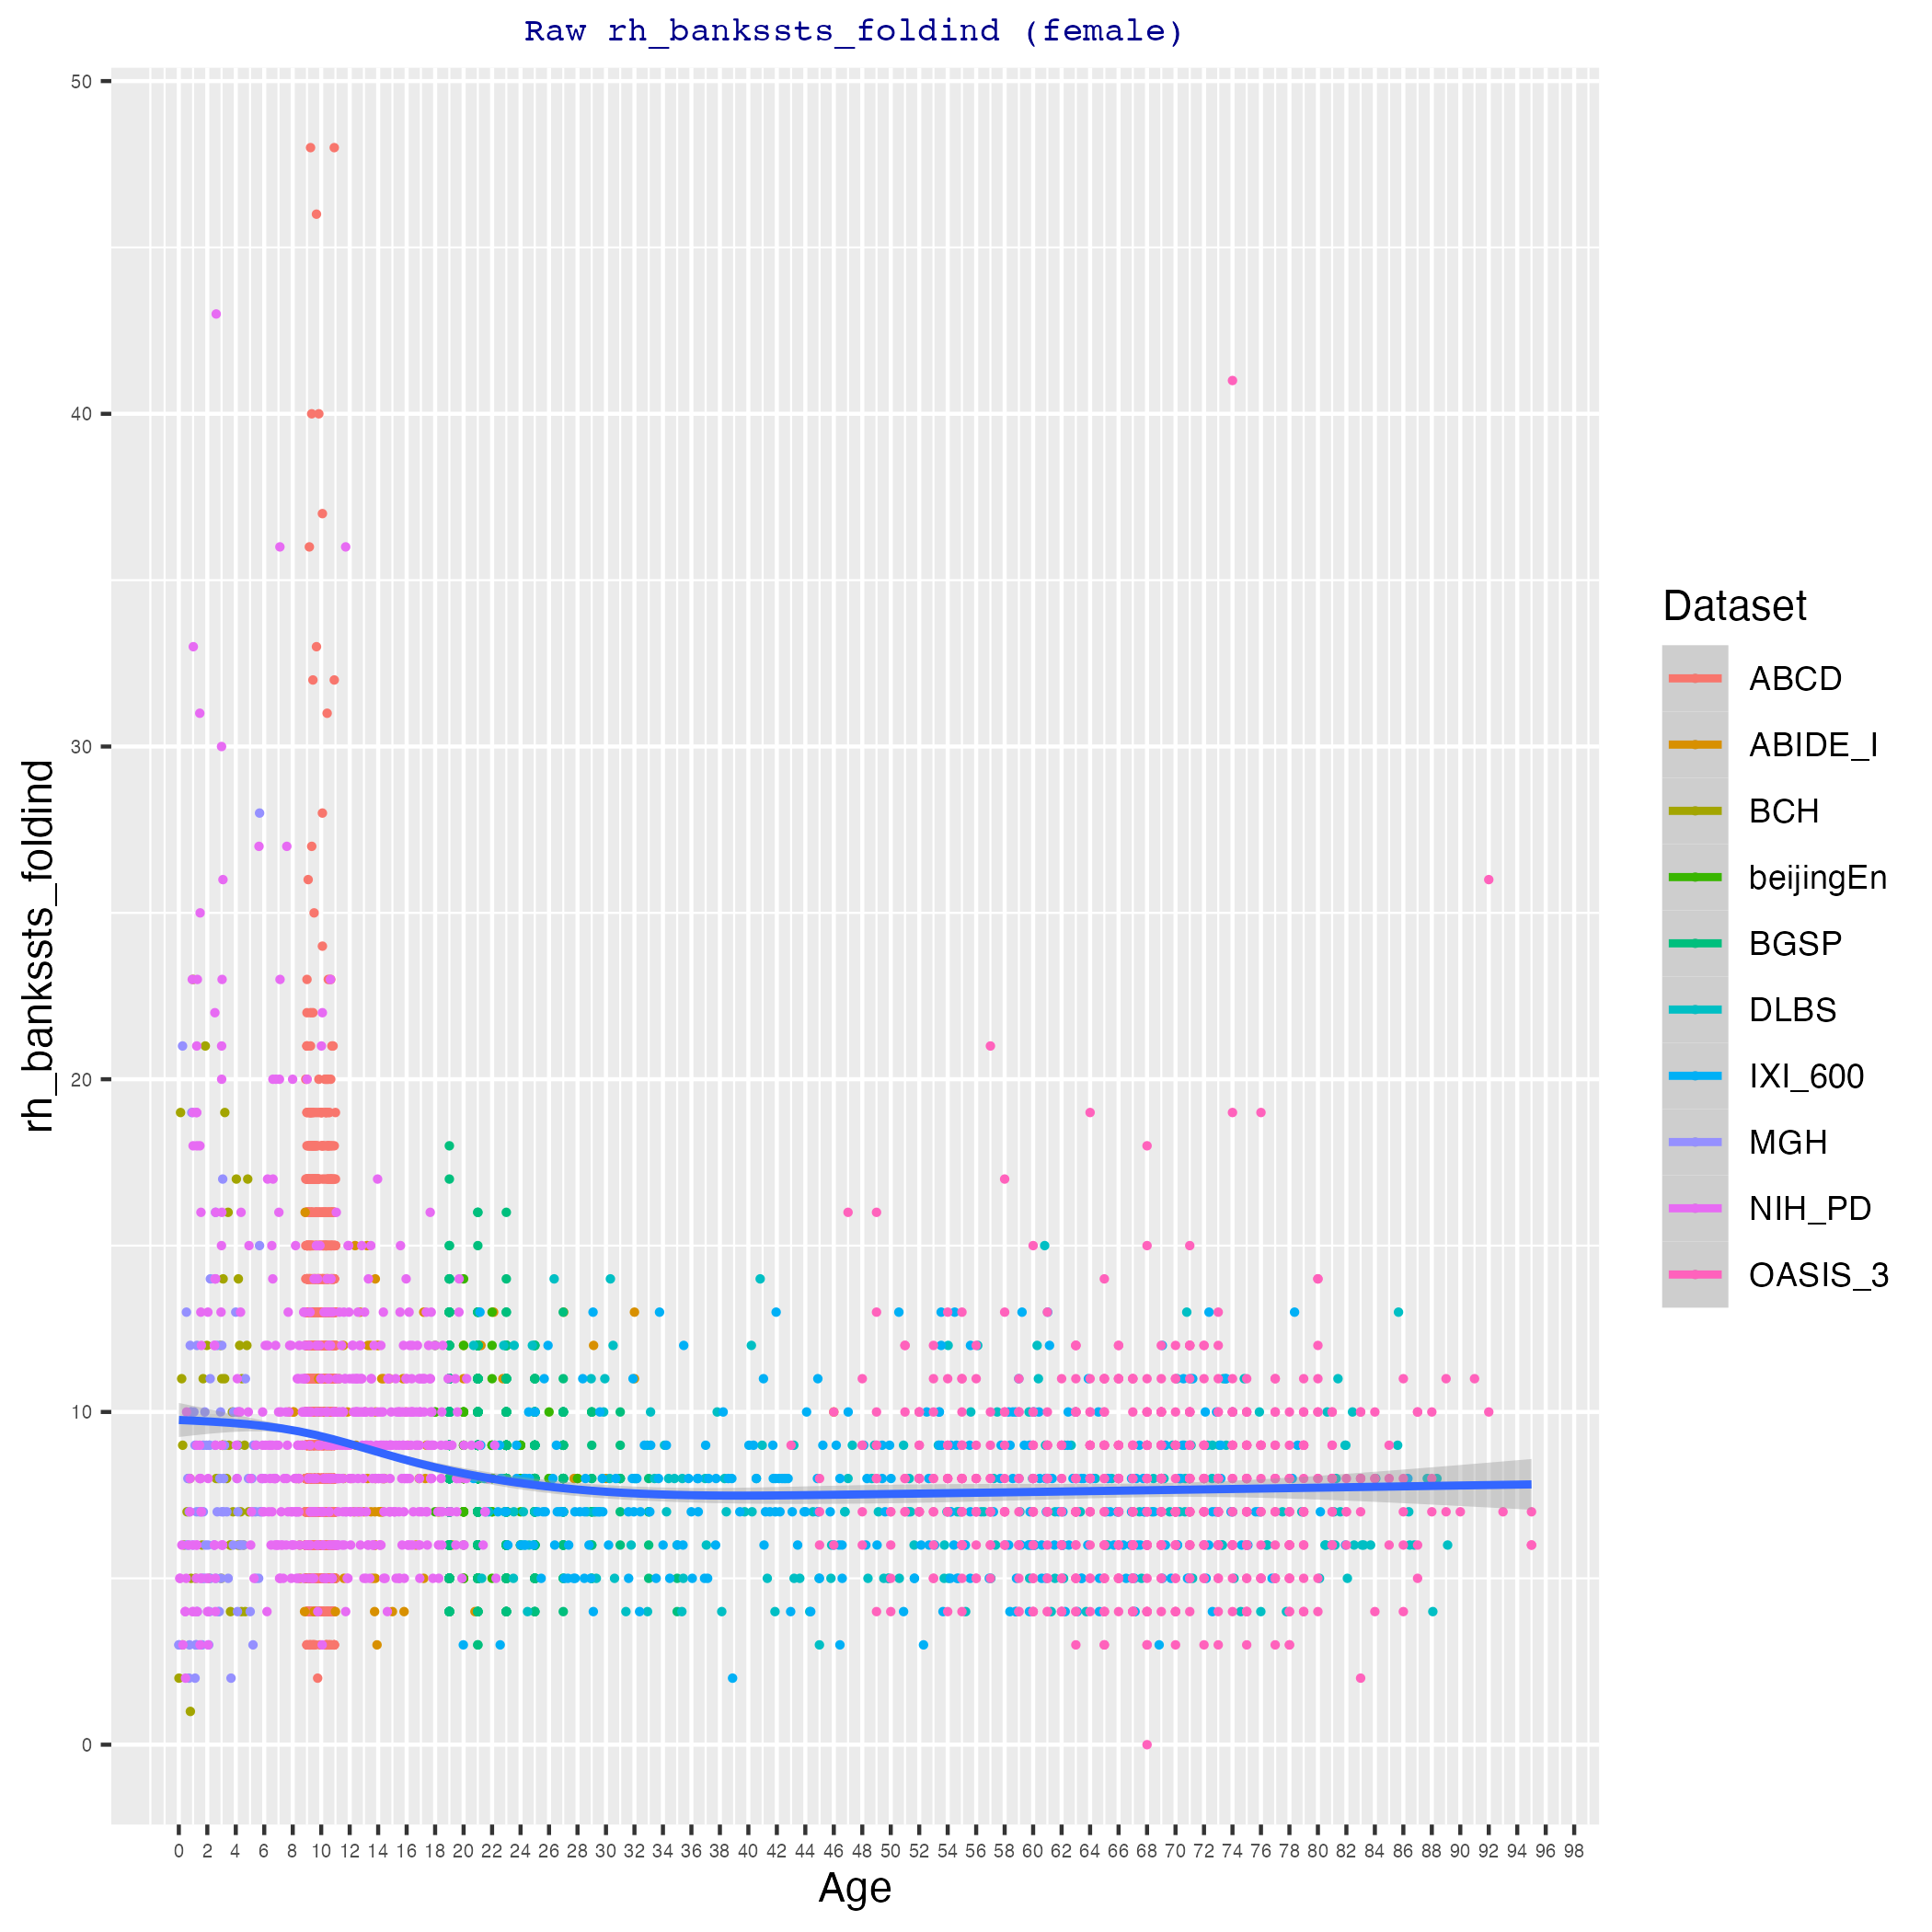 Raw rh_bankssts_foldind (female)
50
40
30
20
10
0
rh_bankssts_foldind
0 2 4 6 8 10 12 14 16 18 20 22 24 26 28 30 32 34 36 38 40 42 44 46 48 50 52 54 56 58 60 62 64 66 68 70 72 74 76 78 80 82 84 86 88 90 92 94 96 98
Age
Dataset
ABCD
ABIDE_I
BCH
beijingEn
BGSP
DLBS
IXI_600
MGH
NIH_PD
OASIS_3